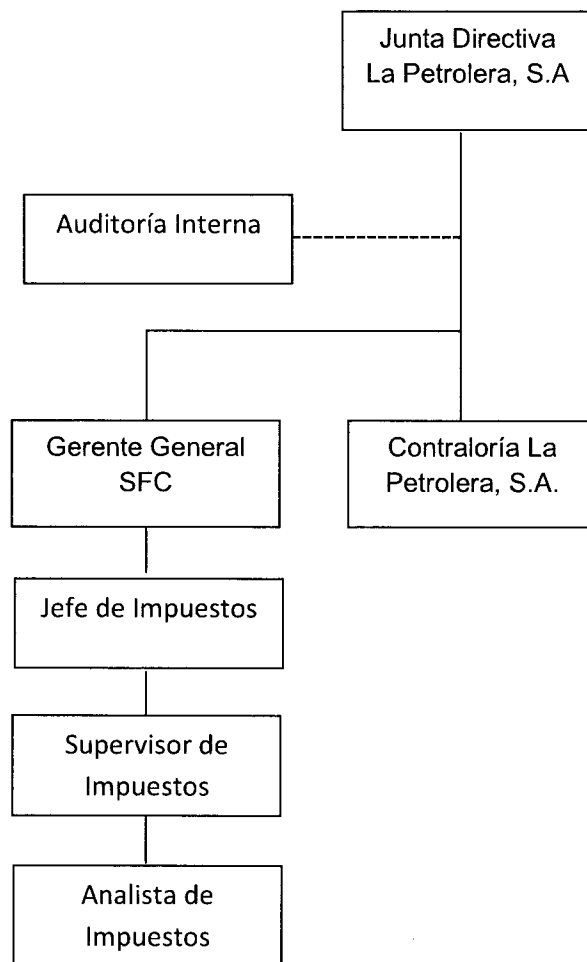 Junta Directiva
La Petrolera, S.A
Auditoría Interna
Gerente General
SFC
Contraloría La
Petrolera, S.A.
Jefe de Impuestos
Supervisor de
Impuestos
Analista de
Impuestos